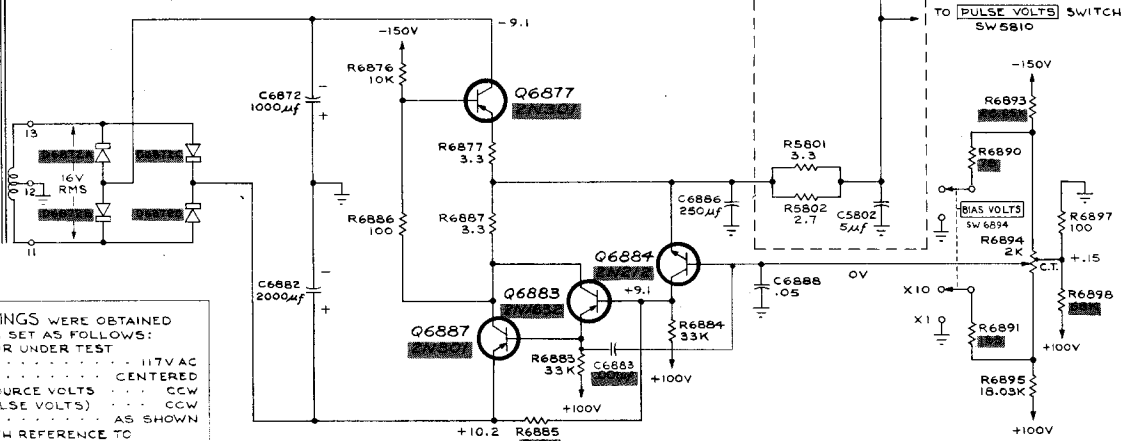 -9.1
TO PULSE VOLTS SWITCH
SW5810
-150V
-150V
R6876
10K
Q6877
2N301
C6872
1000µf
-
+
R6893
R6890
13
16V
RMS
12
11
R6877
3.3
R5801
3.3
R5802
2.7
C5802
5µf
C6886
250µf
BIAS VOLTS
SW 6894
R6897
100
R6886
100
R6887
3.3
R6894
2K
C.T.
+.15
Q6884
C6888
.05
0V
C6882
2000µf
-
+
Q6883
+9.1
X10
X1
R6898
Q6887
R6884
33K
R6891
R6883
33K
C6883
+100V
+100V
+100V
R6895
18.03K
+10.2
R6885
+100V
INGS WERE OBTAINED
SET AS FOLLOWS:
R UNDER TEST
117V AC
CENTERED
URCE VOLTS CCW
LSE VOLTS) CCW
AS SHOWN
H REFERENCE TO